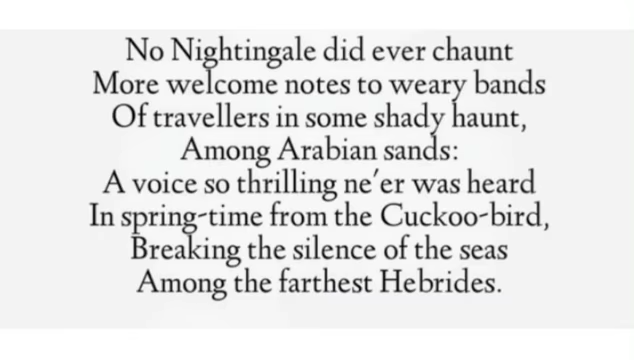 No Nightingale did ever chaunt
More welcome notes to weary bands
Of travellers in some shady haunt,
Among Arabian sands:
A voice so thrilling ne'er was heard
In spring-time from the Cuckoo-bird,
Breaking the silence of the seas
Among the farthest Hebrides.